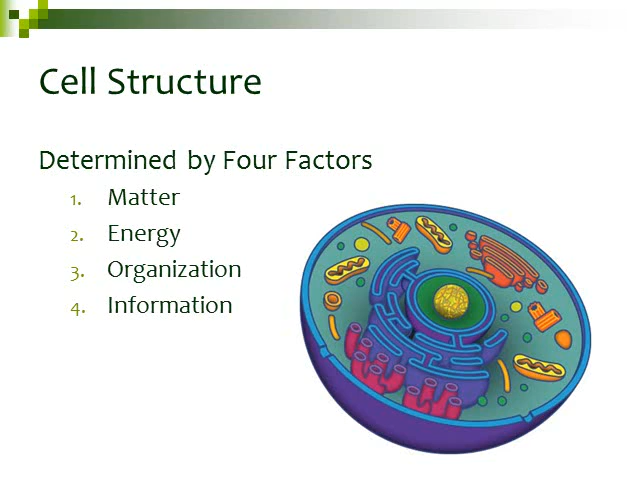 Cell Structure
Determined by Four Factors
1. Matter
2. Energy
3. Organization
4. Information